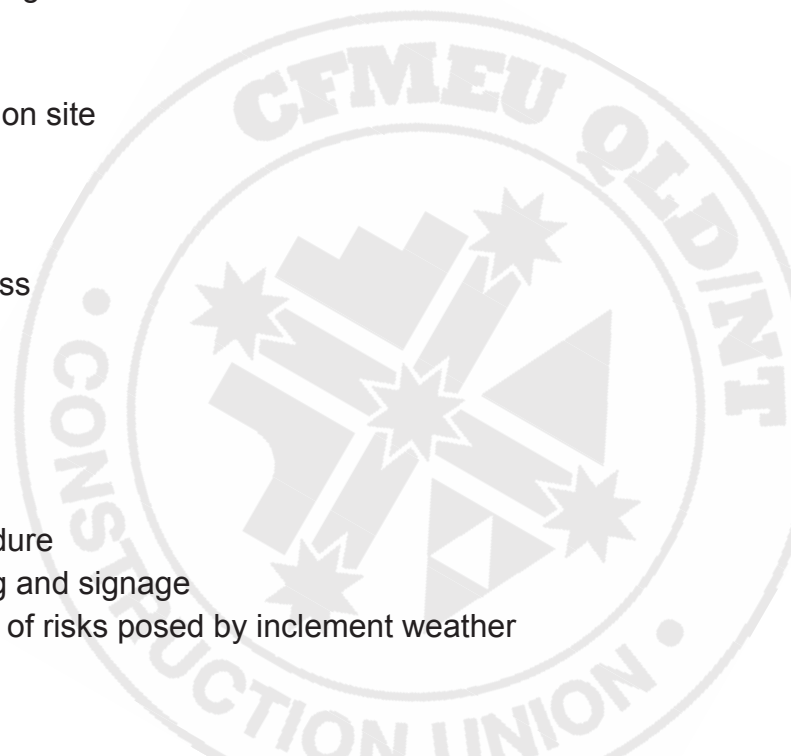 on site
ss
dure
g and signage
of risks posed by inclement weather
CFMEU QLD/NT
• CONSTRUCTION UNION •